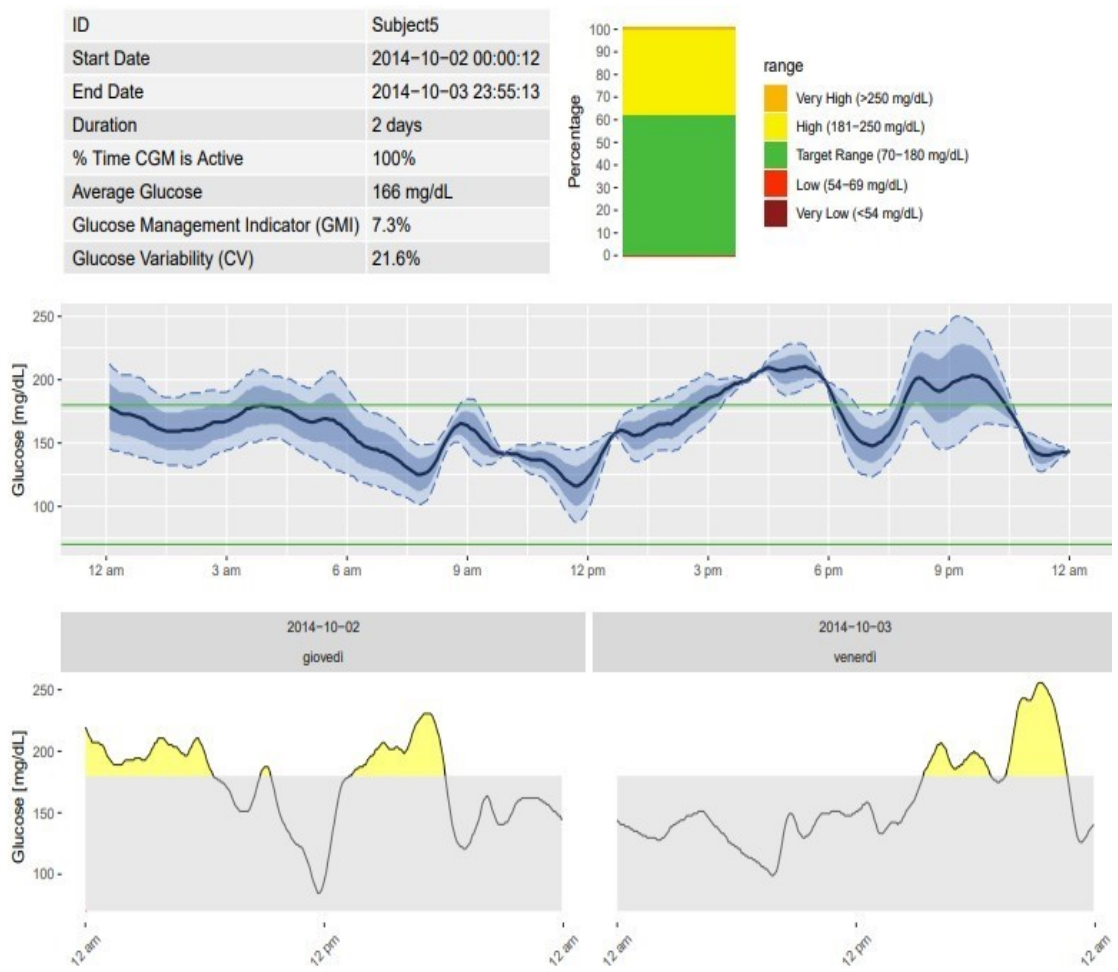 ID Subject5
Start Date 2014−10−02 00:00:12
End Date 2014−10−03 23:55:13
Duration 2 days
% Time CGM is Active 100%
Average Glucose 166 mg/dL
Glucose Management Indicator (GMI) 7.3%
Glucose Variability (CV) 21.6%
Percentage
100
90
80
70
60
50
40
30
20
10
0
range
Very High (>250 mg/dL)
High (181−250 mg/dL)
Target Range (70−180 mg/dL)
Low (54−69 mg/dL)
Very Low (<54 mg/dL)
Glucose [mg/dL]
250
200
150
100
12 am 3 am 6 am 9 am 12 pm 3 pm 6 pm 9 pm 12 am
2014−10−02
giovedì
2014−10−03
venerdì
Glucose [mg/dL]
250
200
150
100
12 am 12 pm 12 am
12 am 12 pm 12 am